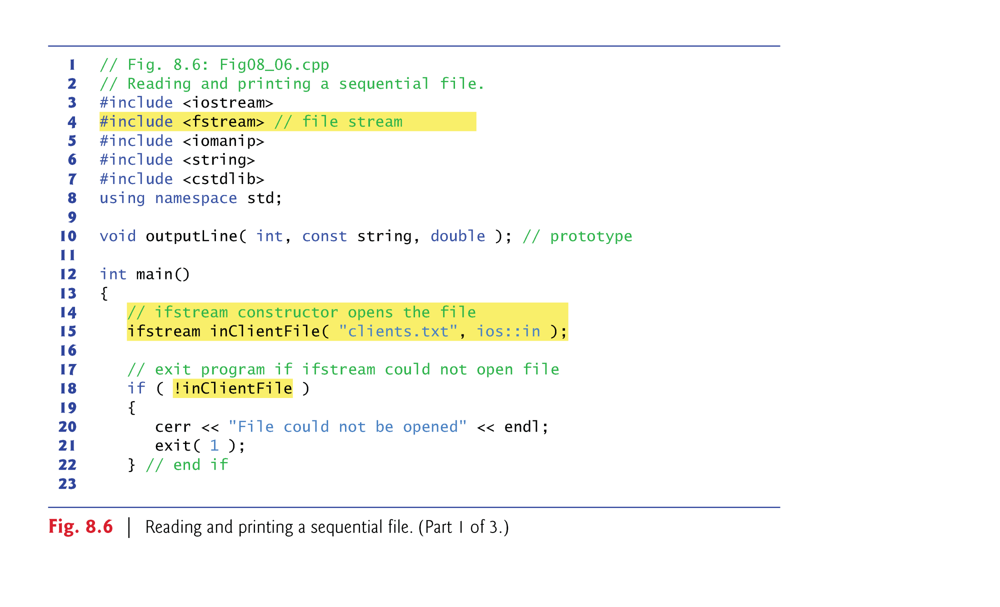 1 // Fig. 8.6: Fig08_06.cpp
2 // Reading and printing a sequential file.
3 #include <iostream>
4 #include <fstream> // file stream
5 #include <iomanip>
6 #include <string>
7 #include <cstdlib>
8 using namespace std;
9
10 void outputLine( int, const string, double ); // prototype
11
12 int main()
13 {
14    // ifstream constructor opens the file
15    ifstream inClientFile( "clients.txt", ios::in );
16
17    // exit program if ifstream could not open file
18    if ( !inClientFile )
19    {
20       cerr << "File could not be opened" << endl;
21       exit( 1 );
22    } // end if
23
Fig. 8.6 | Reading and printing a sequential file. (Part 1 of 3.)